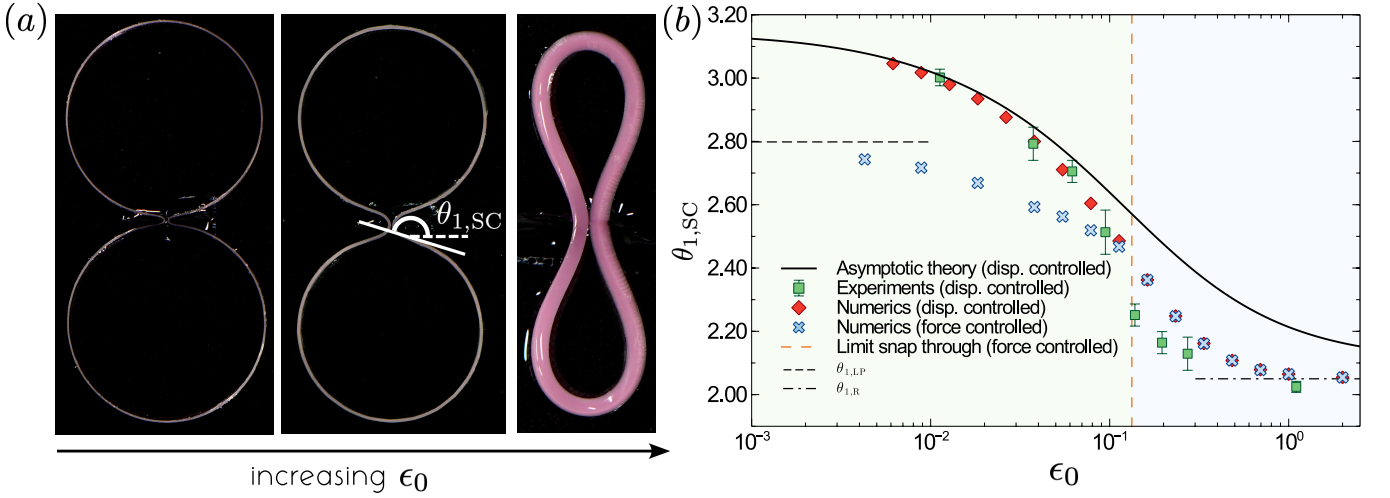 (a)
θ₁,SC
increasing ϵ₀
(b)
θ₁,SC
3.20
3.00
2.80
2.60
2.40
2.20
2.00
Asymptotic theory (disp. controlled)
Experiments (disp. controlled)
Numerics (disp. controlled)
Numerics (force controlled)
Limit snap through (force controlled)
θ₁,LP
θ₁,R
10⁻³ 10⁻² 10⁻¹ 10⁰
ϵ₀